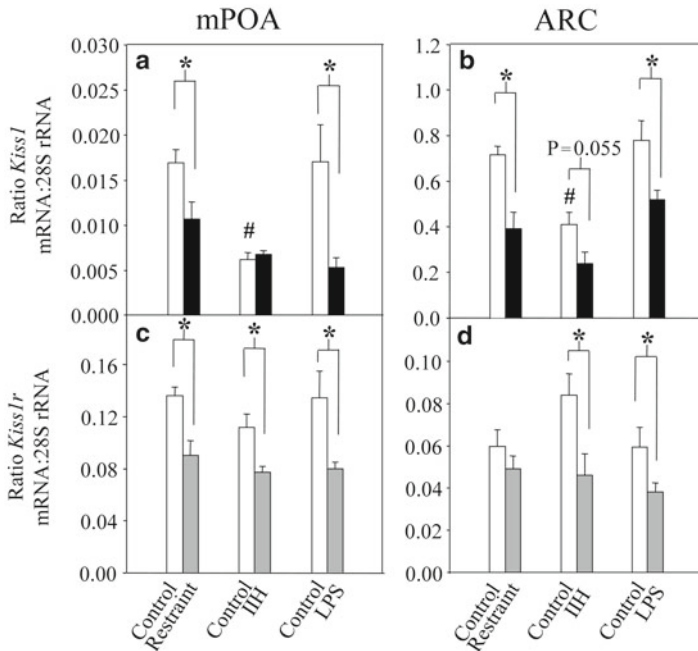 mPOA
ARC
Ratio Kiss1
mRNA:28S rRNA
a
0.030
0.025
0.020
0.015
0.010
0.005
0.000
*
#
*
b
1.2
1.0
0.8
0.6
0.4
0.2
0.0
*
P=0.055
#
*
Ratio Kiss1r
mRNA:28S rRNA
c
0.16
0.12
0.08
0.04
0.00
*
*
*
d
0.10
0.08
0.06
0.04
0.02
0.00
*
*
Control
Restraint
Control
IIH
Control
LPS
Control
Restraint
Control
IIH
Control
LPS